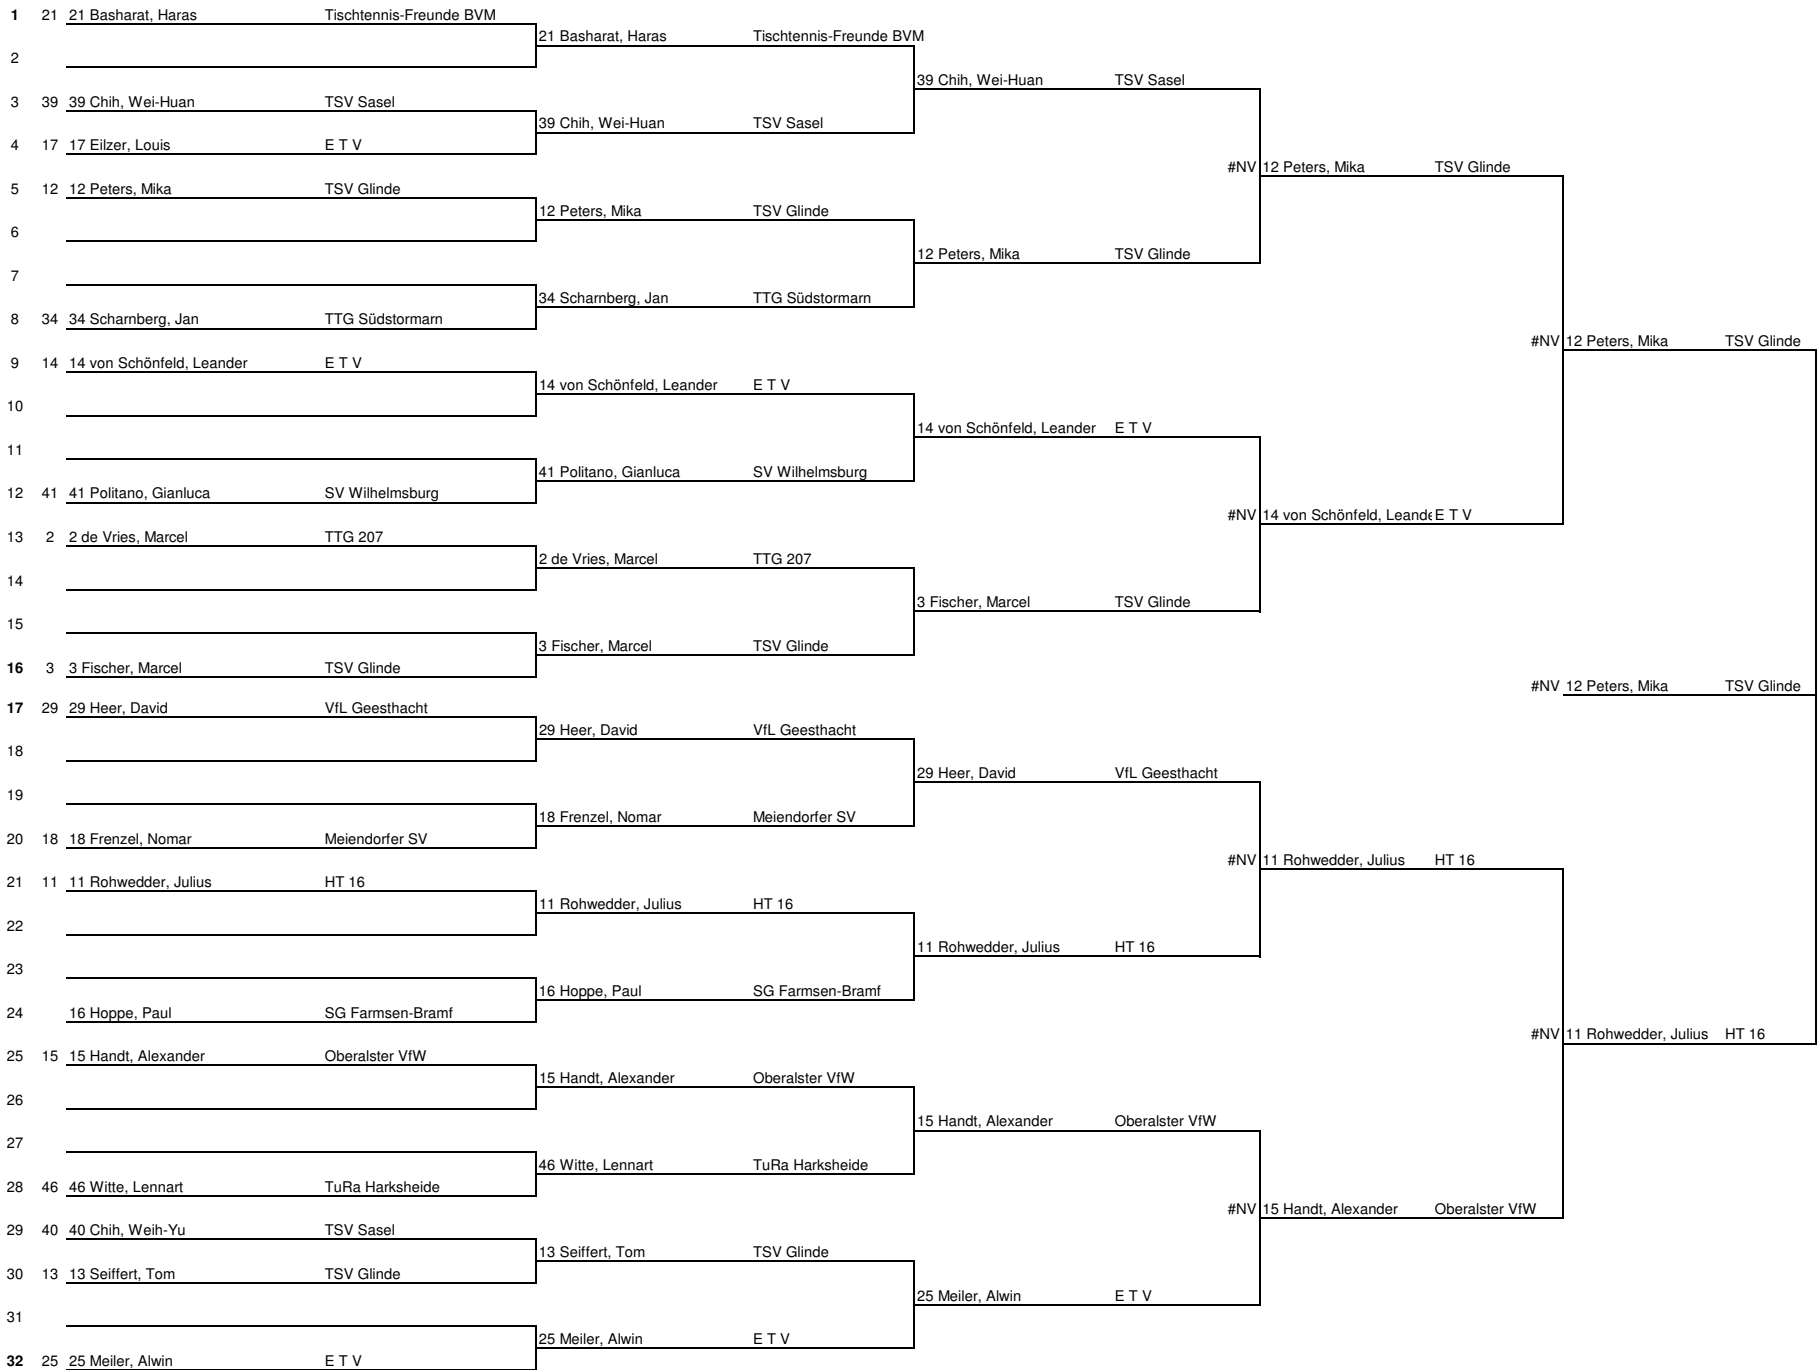 1 21 21 Basharat, Haras Tischtennis-Freunde BVM
21 Basharat, Haras Tischtennis-Freunde BVM
2
39 Chih, Wei-Huan TSV Sasel
3 39 39 Chih, Wei-Huan TSV Sasel
39 Chih, Wei-Huan TSV Sasel
4 17 17 Eilzer, Louis E T V
#NV 12 Peters, Mika TSV Glinde
5 12 12 Peters, Mika TSV Glinde
12 Peters, Mika TSV Glinde
6
12 Peters, Mika TSV Glinde
7
34 Scharnberg, Jan TTG Südstormarn
8 34 34 Scharnberg, Jan TTG Südstormarn
#NV 12 Peters, Mika TSV Glinde
9 14 14 von Schönfeld, Leander E T V
14 von Schönfeld, Leander E T V
10
14 von Schönfeld, Leander E T V
11
41 Politano, Gianluca SV Wilhelmsburg
12 41 41 Politano, Gianluca SV Wilhelmsburg
#NV 14 von Schönfeld, Leande E T V
13 2 2 de Vries, Marcel TTG 207
2 de Vries, Marcel TTG 207
14
3 Fischer, Marcel TSV Glinde
15
3 Fischer, Marcel TSV Glinde
16 3 3 Fischer, Marcel TSV Glinde
#NV 12 Peters, Mika TSV Glinde
17 29 29 Heer, David VfL Geesthacht
29 Heer, David VfL Geesthacht
18
29 Heer, David VfL Geesthacht
19
18 Frenzel, Nomar Meiendorfer SV
20 18 18 Frenzel, Nomar Meiendorfer SV
#NV 11 Rohwedder, Julius HT 16
21 11 11 Rohwedder, Julius HT 16
11 Rohwedder, Julius HT 16
22
11 Rohwedder, Julius HT 16
23
16 Hoppe, Paul SG Farmsen-Bramf
24 16 Hoppe, Paul SG Farmsen-Bramf
#NV 11 Rohwedder, Julius HT 16
25 15 15 Handt, Alexander Oberalster VfW
15 Handt, Alexander Oberalster VfW
26
15 Handt, Alexander Oberalster VfW
27
46 Witte, Lennart TuRa Harksheide
28 46 46 Witte, Lennart TuRa Harksheide
#NV 15 Handt, Alexander Oberalster VfW
29 40 40 Chih, Weih-Yu TSV Sasel
13 Seiffert, Tom TSV Glinde
30 13 13 Seiffert, Tom TSV Glinde
25 Meiler, Alwin E T V
31
25 Meiler, Alwin E T V
32 25 25 Meiler, Alwin E T V